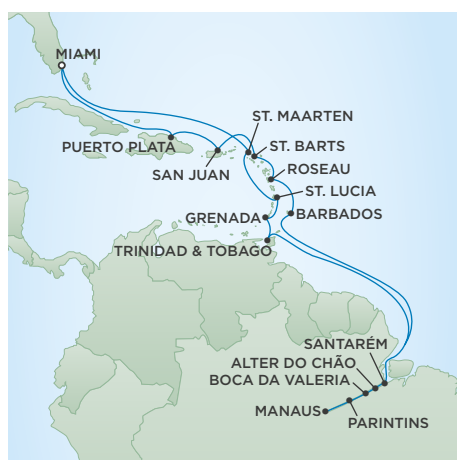 MIAMI
ST. MAARTEN
PUERTO PLATA
ST. BARTS
SAN JUAN
ROSEAU
ST. LUCIA
GRENADA
BARBADOS
TRINIDAD & TOBAGO
SANTARÉM
ALTER DO CHÃO
BOCA DA VALERIA
MANAUS
PARINTINS